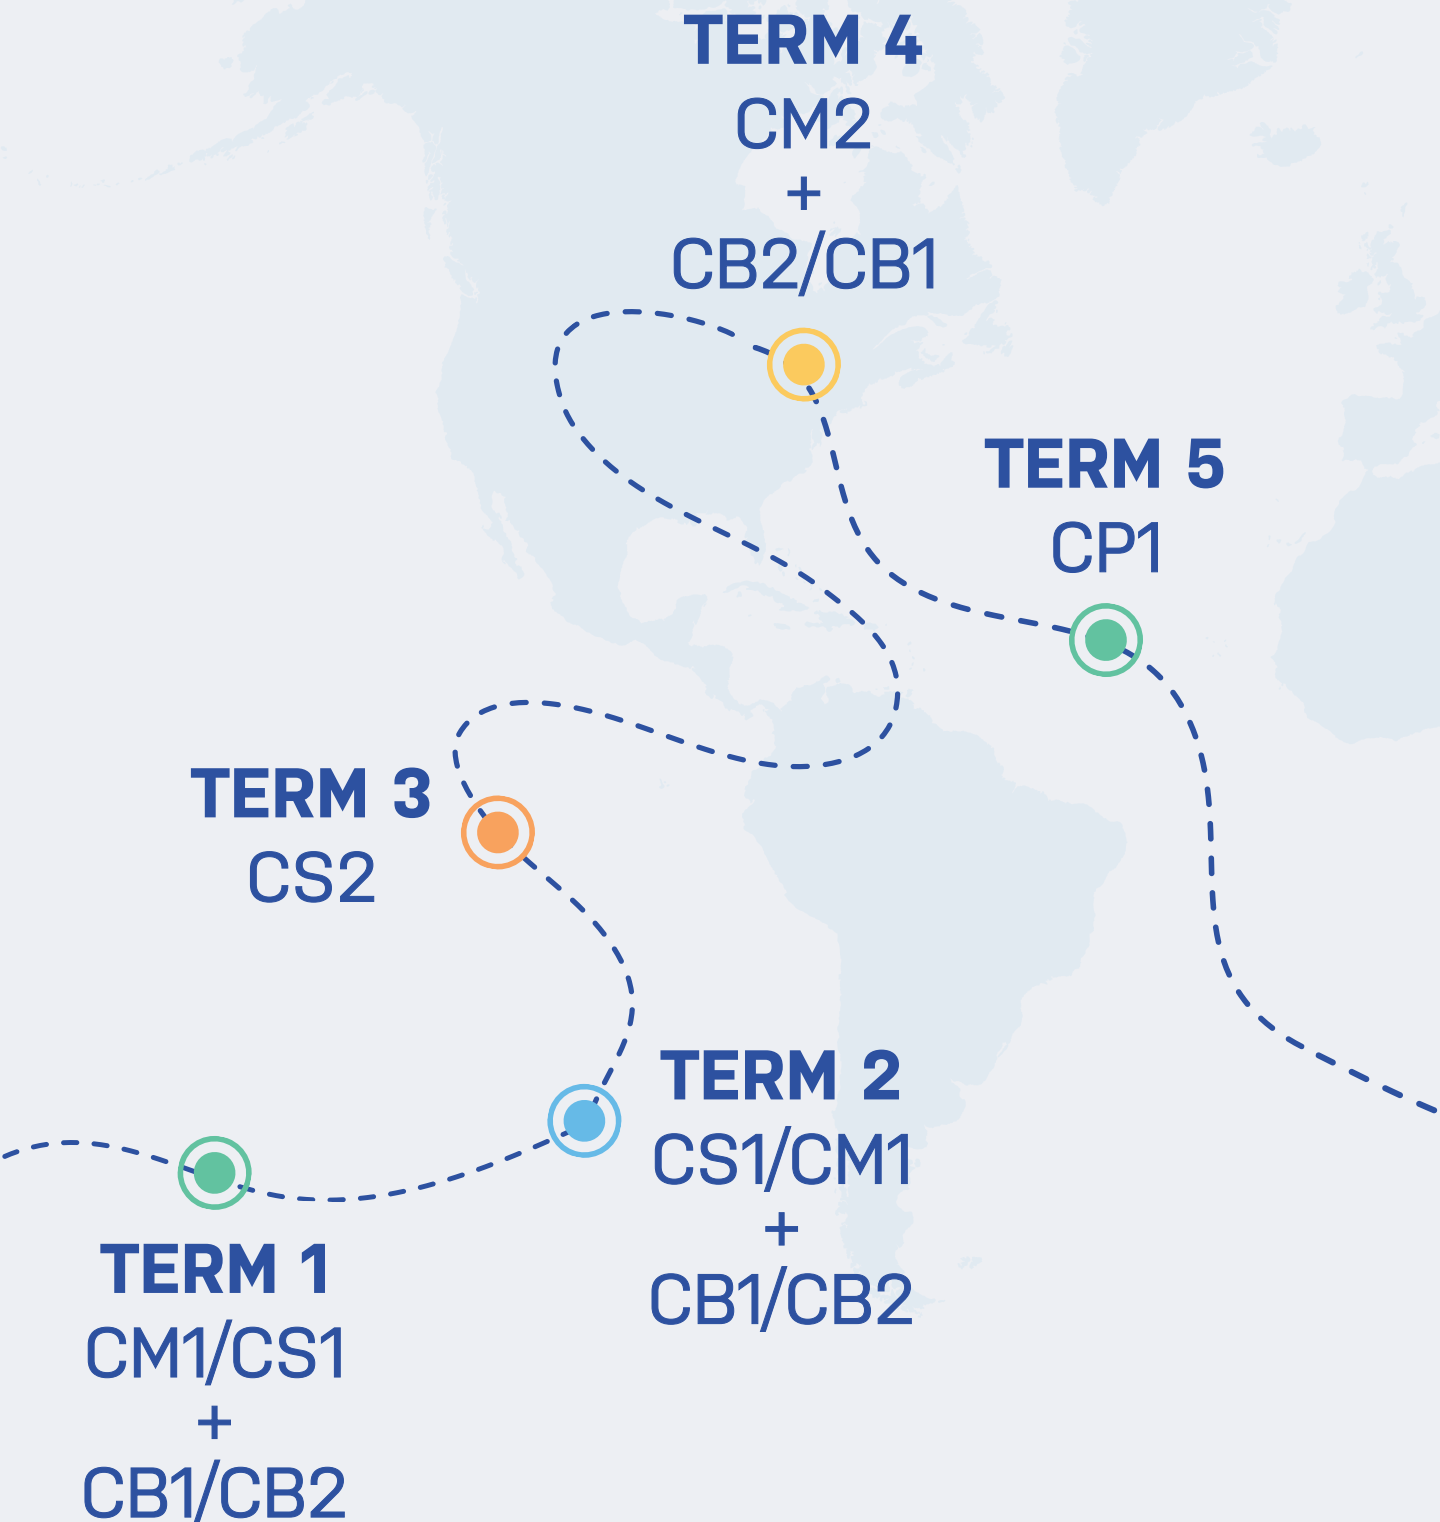 TERM 4
CM2
+
CB2/CB1
TERM 5
CP1
TERM 3
CS2
TERM 2
CS1/CM1
+
CB1/CB2
TERM 1
CM1/CS1
+
CB1/CB2